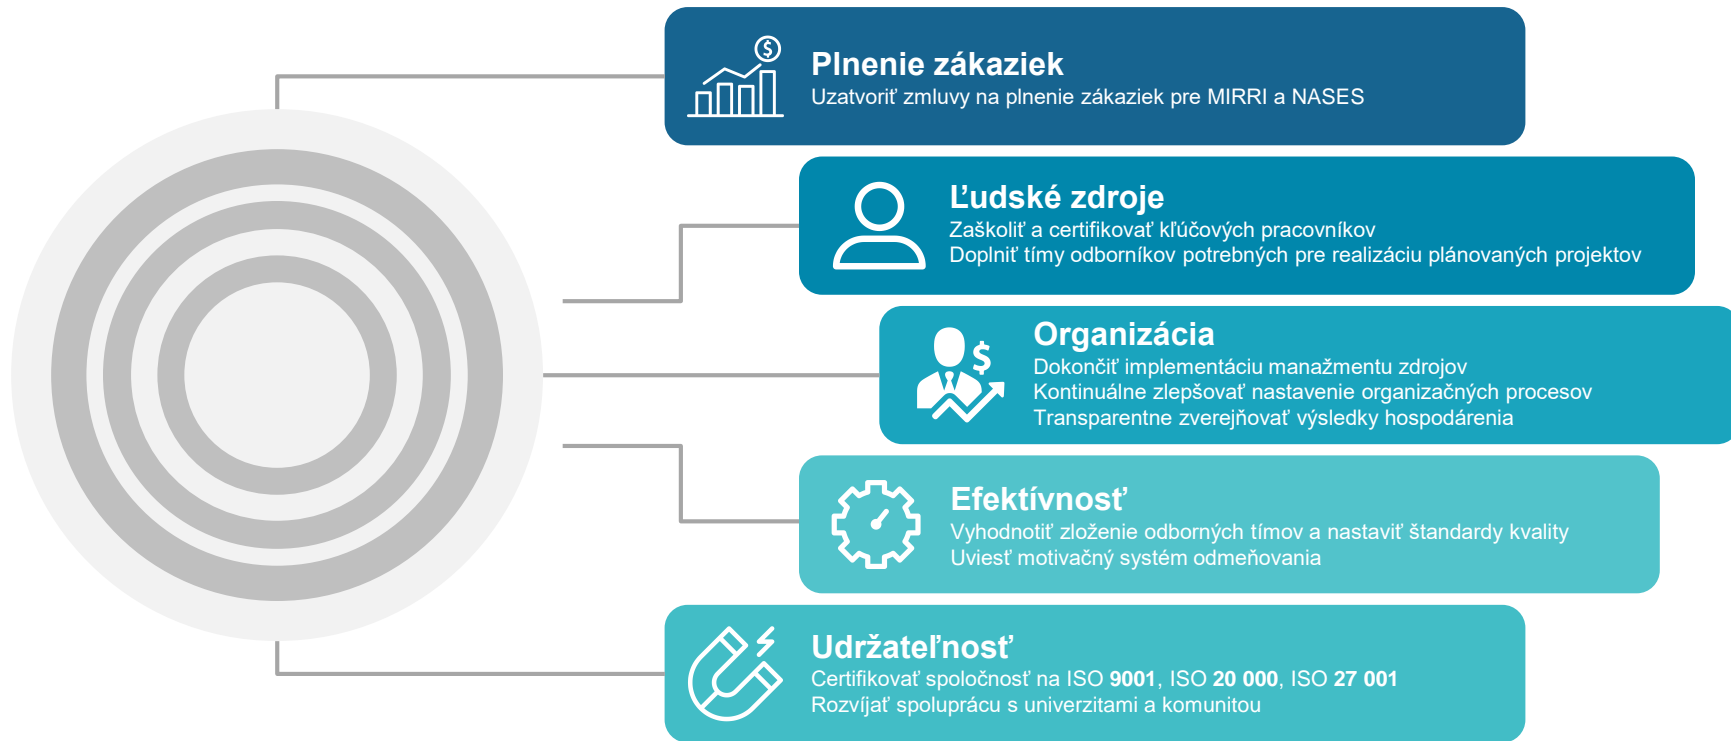 $
Plnenie zákaziek
Uzatvoriť zmluvy na plnenie zákaziek pre MIRRI a NASES
Ľudské zdroje
Zaškoliť a certifikovať kľúčových pracovníkov
Doplniť tímy odborníkov potrebných pre realizáciu plánovaných projektov
$
Organizácia
Dokončiť implementáciu manažmentu zdrojov
Kontinuálne zlepšovať nastavenie organizačných procesov
Transparentne zverejňovať výsledky hospodárenia
Efektívnosť
Vyhodnotiť zloženie odborných tímov a nastaviť štandardy kvality
Uviesť motivačný systém odmeňovania
Udržateľnosť
Certifikovať spoločnosť na ISO 9001, ISO 20 000, ISO 27 001
Rozvíjať spoluprácu s univerzitami a komunitou